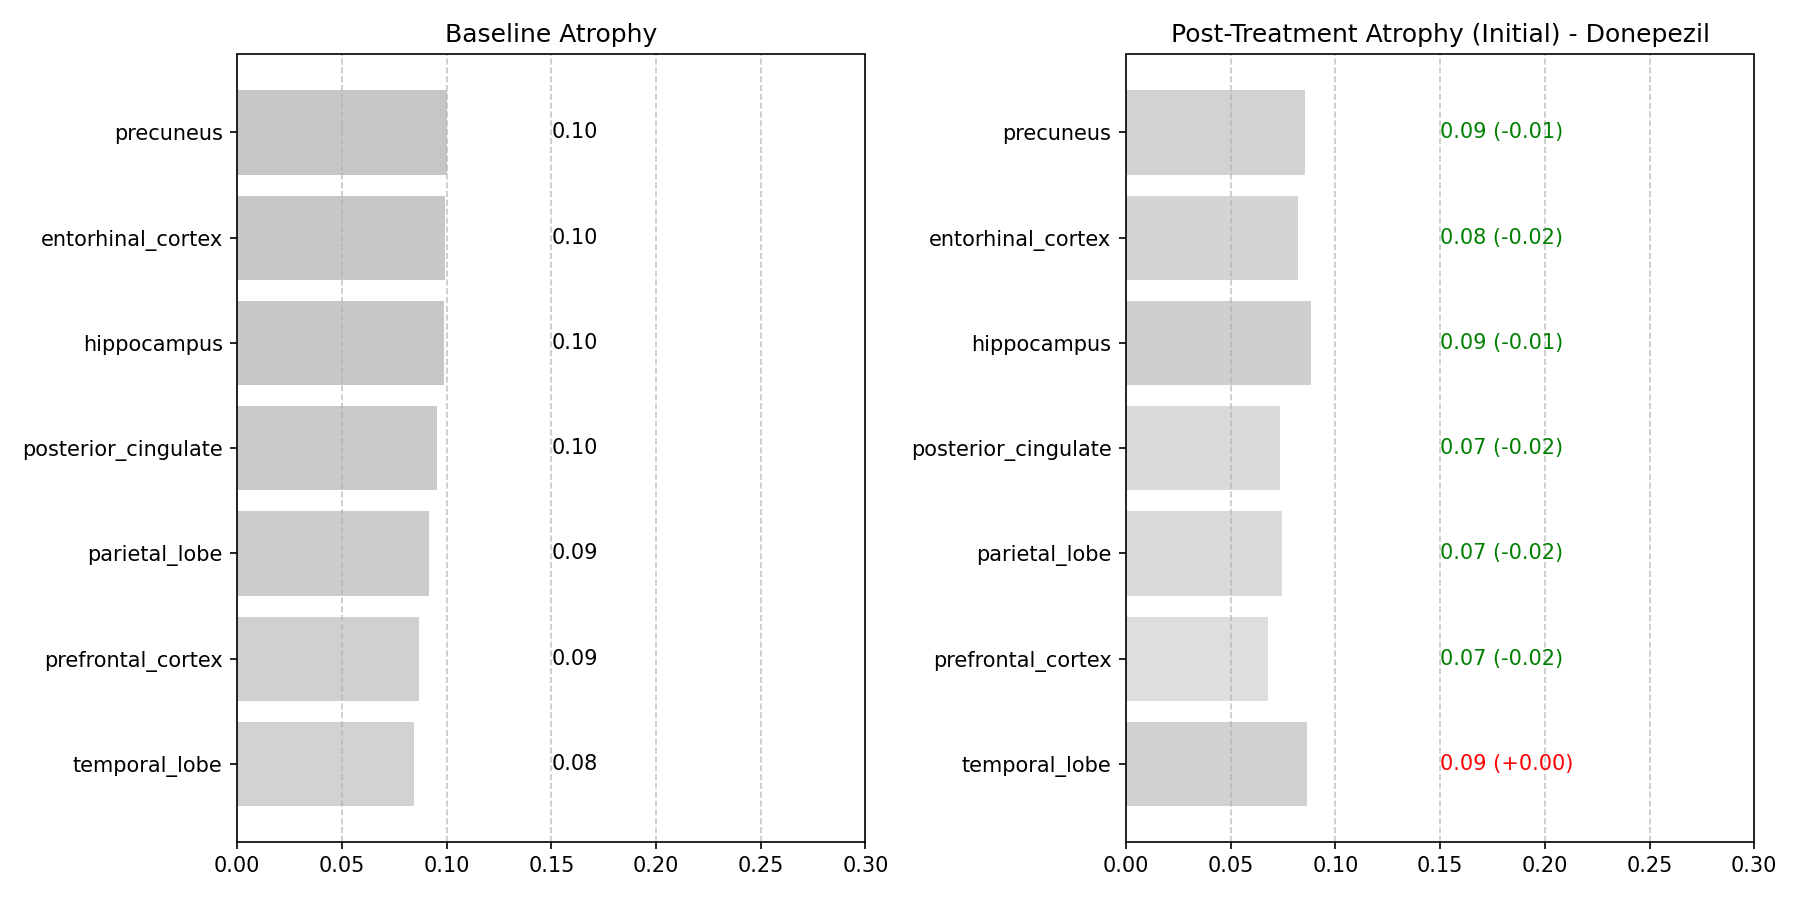 Baseline Atrophy
precuneus
0.10
entorhinal_cortex
0.10
hippocampus
0.10
posterior_cingulate
0.10
parietal_lobe
0.09
prefrontal_cortex
0.09
temporal_lobe
0.08
0.00 0.05 0.10 0.15 0.20 0.25 0.30
Post-Treatment Atrophy (Initial) - Donepezil
precuneus
0.09 (-0.01)
entorhinal_cortex
0.08 (-0.02)
hippocampus
0.09 (-0.01)
posterior_cingulate
0.07 (-0.02)
parietal_lobe
0.07 (-0.02)
prefrontal_cortex
0.07 (-0.02)
temporal_lobe
0.09 (+0.00)
0.00 0.05 0.10 0.15 0.20 0.25 0.30